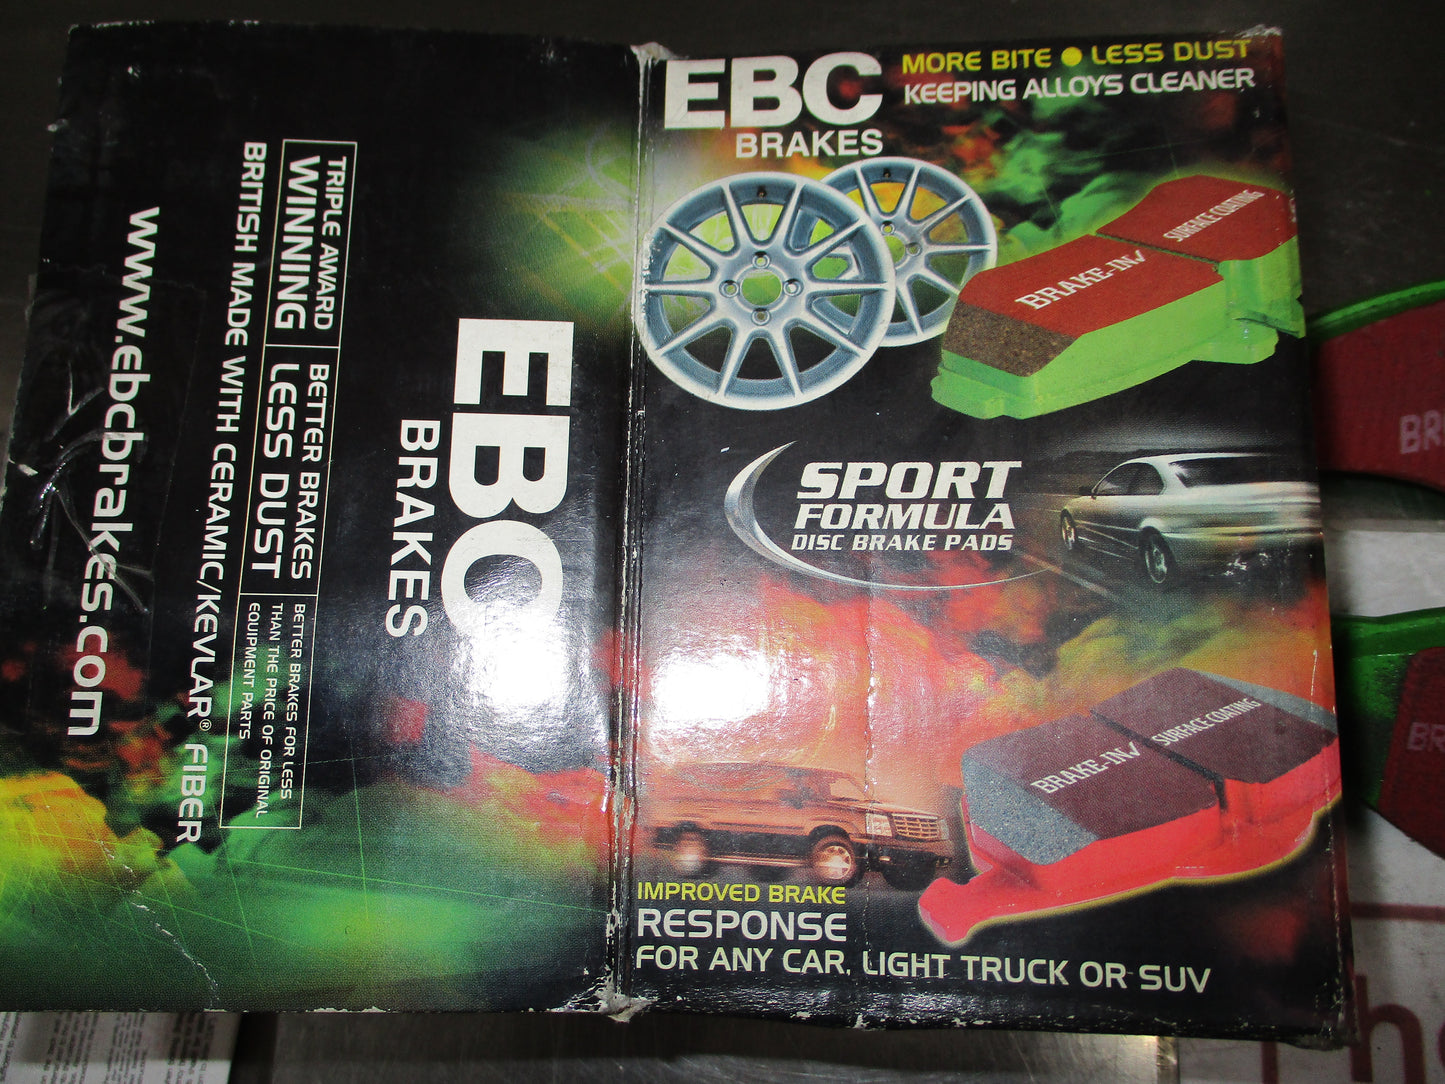 EBC
BRAKES
MORE BITE ● LESS DUST
KEEPING ALLOYS CLEANER
BRAKE-IN
SURFACE COATING
SPORT
FORMULA
DISC BRAKE PADS
BRAKE-IN
SURFACE COATING
IMPROVED BRAKE
RESPONSE
FOR ANY CAR, LIGHT TRUCK OR SUV
EBC
BRAKES
TRIPLE AWARD
WINNING
BETTER BRAKES
LESS DUST
BETTER BRAKES FOR LESS
THAN THE PRICE OF ORIGINAL
EQUIPMENT PARTS
BRITISH MADE WITH CERAMIC/KEVLAR® FIBER
www.ebcbrakes.com
BR
BR